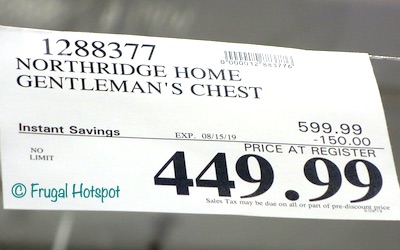 1288377
0000012883776
NORTHRIDGE HOME
GENTLEMAN'S CHEST
Instant Savings EXP. 08/15/19 599.99
-150.00
NO PRICE AT REGISTER
LIMIT
449.99
Sales Tax may be due on all or part of pre-discount price
© Frugal Hotspot